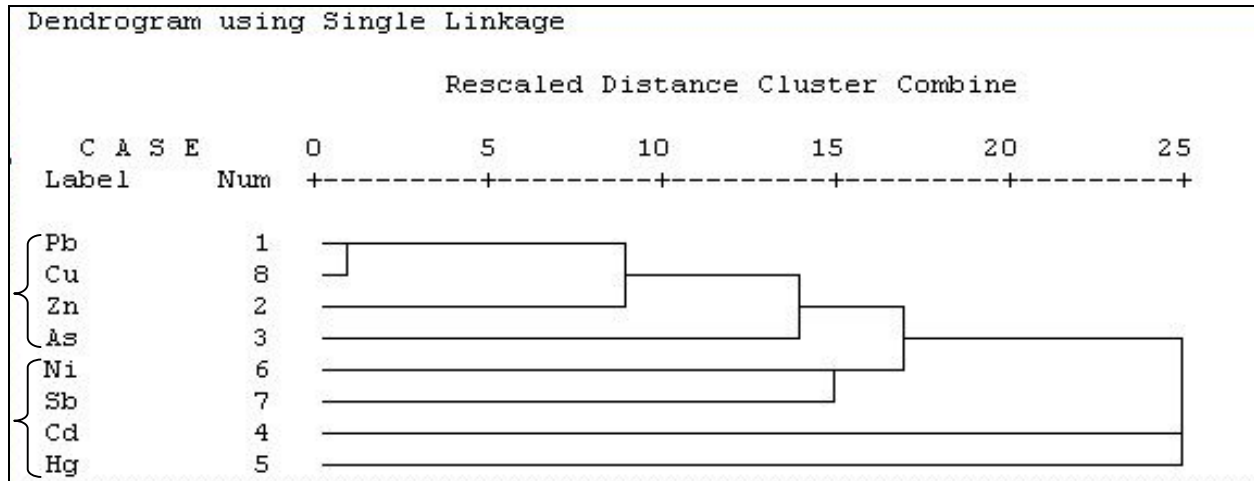 Dendrogram using Single Linkage
Rescaled Distance Cluster Combine
C A S E 0 5 10 15 20 25
Label Num +---------+---------+---------+---------+---------+
Pb 1
Cu 8
Zn 2
As 3
Ni 6
Sb 7
Cd 4
Hg 5